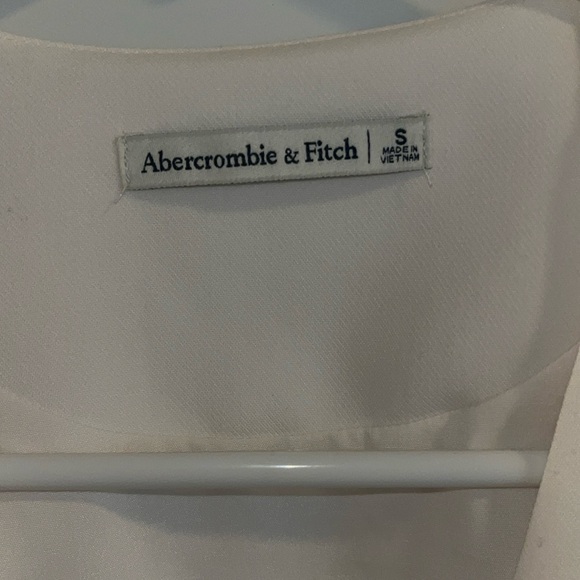 Abercrombie & Fitch | S
MADE IN
VIETNAM